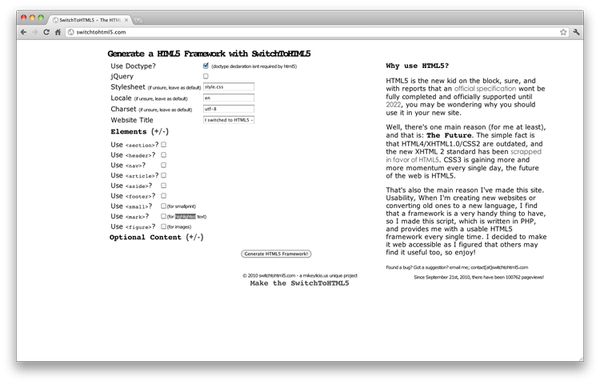 SwitchToHTML5 – The HTM
switchtohtml5.com
Generate a HTML5 Framework with SwitchToHTML5
Use Doctype? (doctype declaration isnt required by html5)
jQuery
Stylesheet (if unsure, leave as default) style.css
Locale (if unsure, leave as default) en
Charset (if unsure, leave as default) utf-8
Website Title I switched to HTML5 -
Elements (+/-)
Use <section>?
Use <header>?
Use <nav>?
Use <article>?
Use <aside>?
Use <footer>?
Use <small>? (for smallprint)
Use <mark>? (for highlighted text)
Use <figure>? (for images)
Optional Content (+/-)
Generate HTML5 Framework!
© 2010 switchtohtml5.com - a mikevixie.us unique project
Make the SwitchToHTML5
Why use HTML5?
HTML5 is the new kid on the block, sure, and
with reports that an official specification wont be
fully completed and officially supported until
2022, you may be wondering why you should
use it in your new site.
Well, there's one main reason (for me at least),
and that is: The Future. The simple fact is
that HTML4/XHTML1.0/CSS2 are outdated, and
the new XHTML 2 standard has been scrapped
in favor of HTML5. CSS3 is gaining more and
more momentum every single day, the future
of the web is HTML5.
That's also the main reason I've made this site.
Usability, When I'm creating new websites or
converting old ones to a new language, I find
that a framework is a very handy thing to have,
so I made this script, which is written in PHP,
and provides me with a usable HTML5
framework every single time. I decided to make
it web accessible as I figured that others may
find it useful too, so enjoy!
Found a bug? Got a suggestion? email me; contact[at]switchtohtml5.com
Since September 21st, 2010, there have been 100762 pageviews!